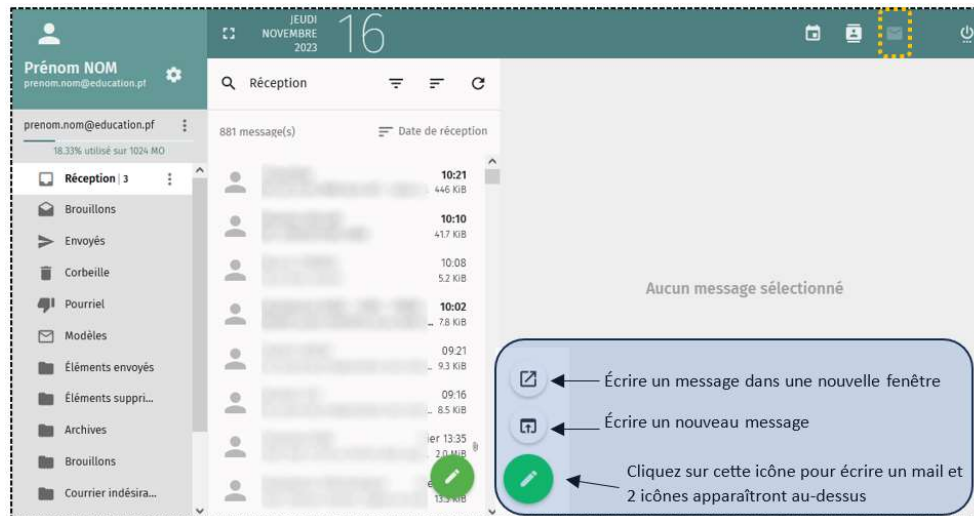 JEUDI
NOVEMBRE
2023
16
Prénom NOM
prenom.nom@education.pf
prenom.nom@education.pf
18.33% utilisé sur 1024 MO
Réception | 3
Brouillons
Envoyés
Corbeille
Pourriel
Modèles
Éléments envoyés
Éléments suppri...
Archives
Brouillons
Courrier indésira...
Réception
881 message(s)
Date de réception
10:21
446 KiB
10:10
41.7 KiB
10:08
5.2 KiB
10:02
... 7.8 KiB
09:21
... 9.3 KiB
09:16
... 8.5 KiB
ier 13:35
2.0 MiB
13.3 KiB
Aucun message sélectionné
Écrire un message dans une nouvelle fenêtre
Écrire un nouveau message
Cliquez sur cette icône pour écrire un mail et
2 icônes apparaîtront au-dessus